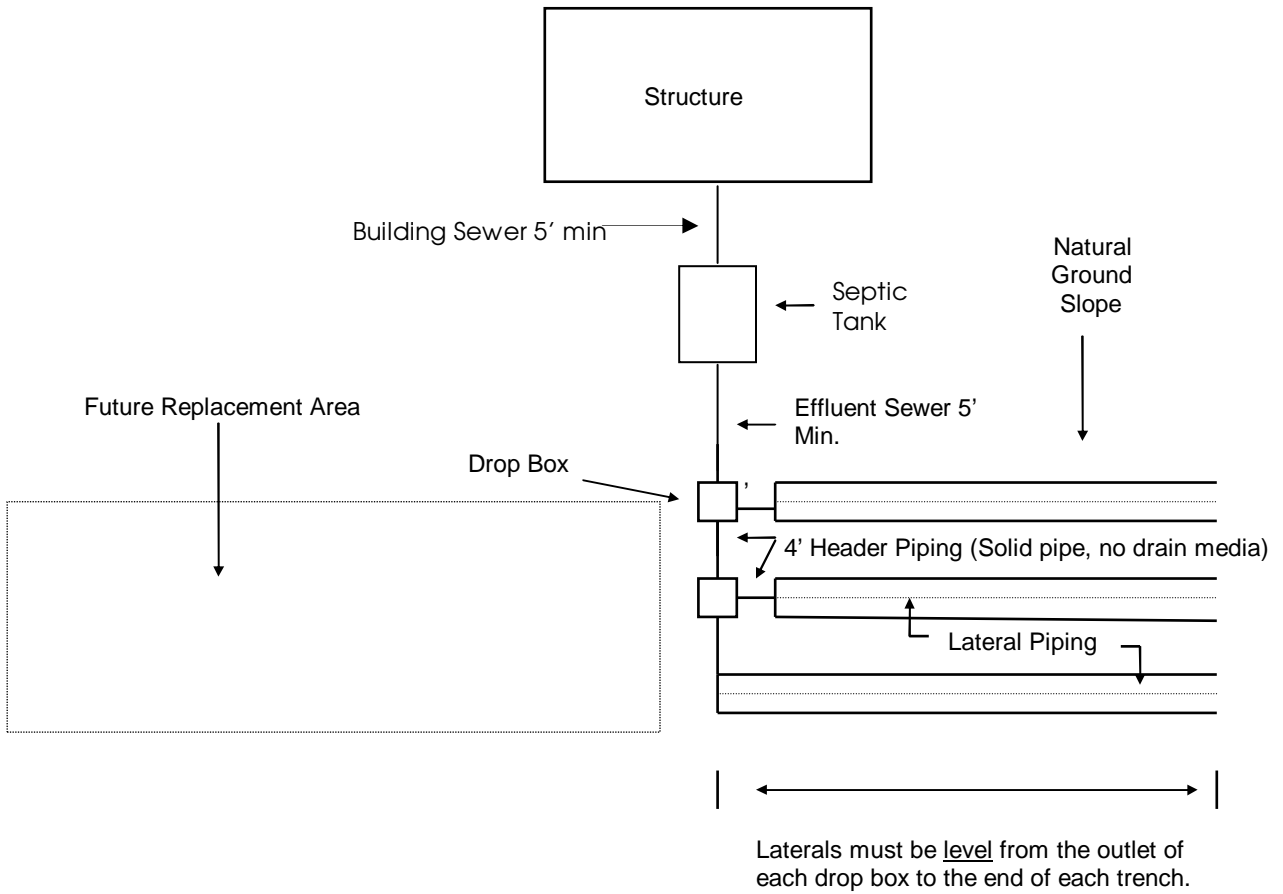 Structure
Building Sewer 5’ min
Natural
Ground
Slope
Septic
Tank
Future Replacement Area
Effluent Sewer 5’
Min.
Drop Box
’
4’ Header Piping (Solid pipe, no drain media)
Lateral Piping
Laterals must be level from the outlet of
each drop box to the end of each trench.